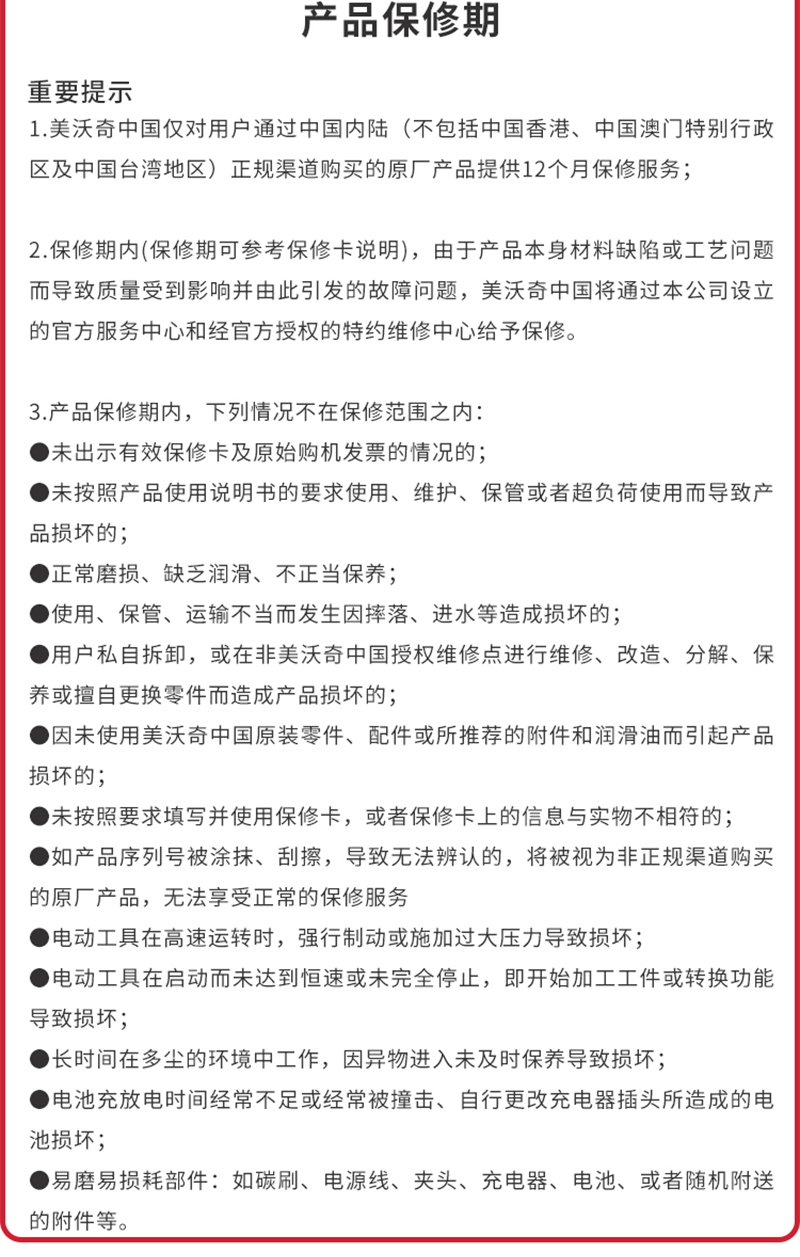 产品保修期
重要提示
1.美沃奇中国仅对用户通过中国内陆（不包括中国香港、中国澳门特别行政
区及中国台湾地区）正规渠道购买的原厂产品提供12个月保修服务；
2.保修期内(保修期可参考保修卡说明)，由于产品本身材料缺陷或工艺问题
而导致质量受到影响并由此引发的故障问题，美沃奇中国将通过本公司设立
的官方服务中心和经官方授权的特约维修中心给予保修。
3.产品保修期内，下列情况不在保修范围之内：
●未出示有效保修卡及原始购机发票的情况的；
●未按照产品使用说明书的要求使用、维护、保管或者超负荷使用而导致产
品损坏的；
●正常磨损、缺乏润滑、不正当保养；
●使用、保管、运输不当而发生因摔落、进水等造成损坏的；
●用户私自拆卸，或在非美沃奇中国授权维修点进行维修、改造、分解、保
养或擅自更换零件而造成产品损坏的；
●因未使用美沃奇中国原装零件、配件或所推荐的附件和润滑油而引起产品
损坏的；
●未按照要求填写并使用保修卡，或者保修卡上的信息与实物不相符的；
●如产品序列号被涂抹、刮擦，导致无法辨认的，将被视为非正规渠道购买
的原厂产品，无法享受正常的保修服务
●电动工具在高速运转时，强行制动或施加过大压力导致损坏；
●电动工具在启动而未达到恒速或未完全停止，即开始加工工件或转换功能
导致损坏；
●长时间在多尘的环境中工作，因异物进入未及时保养导致损坏；
●电池充放电时间经常不足或经常被撞击、自行更改充电器插头所造成的电
池损坏；
●易磨易损耗部件：如碳刷、电源线、夹头、充电器、电池、或者随机附送
的附件等。